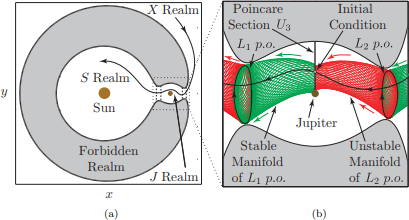 X Realm
S Realm
y
Sun
Forbidden
Realm
J Realm
x
(a)
Poincare
Section U3
Initial
Condition
L1 p.o.
L2 p.o.
Jupiter
Stable
Manifold
of L1 p.o.
Unstable
Manifold
of L2 p.o.
(b)